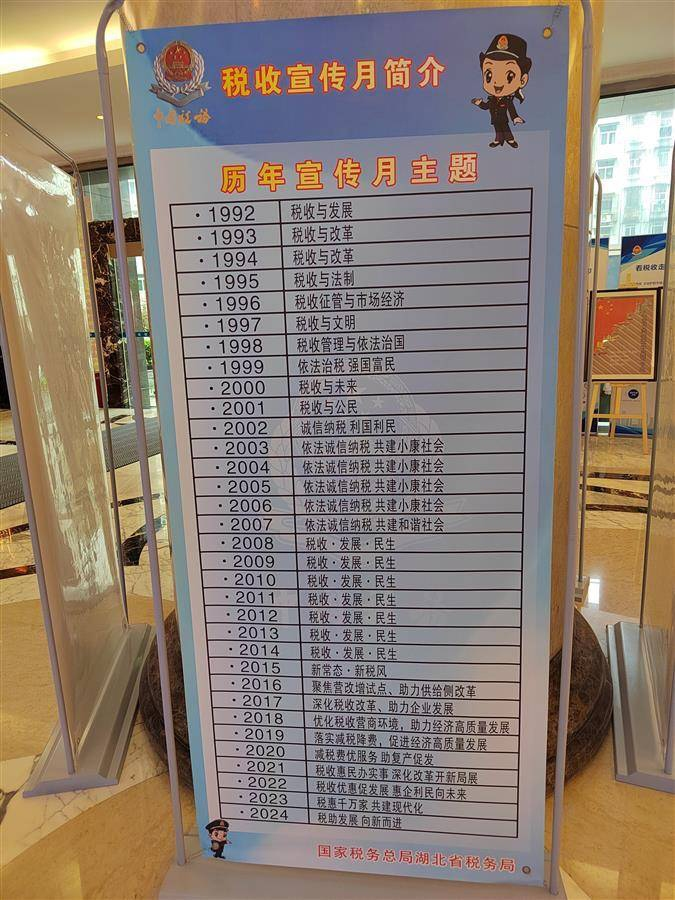 中国税务
税收宣传月简介
历年宣传月主题
·1992 税收与发展
·1993 税收与改革
·1994 税收与改革
·1995 税收与法制
·1996 税收征管与市场经济
·1997 税收与文明
·1998 税收管理与依法治国
·1999 依法治税 强国富民
·2000 税收与未来
·2001 税收与公民
·2002 诚信纳税 利国利民
·2003 依法诚信纳税 共建小康社会
·2004 依法诚信纳税 共建小康社会
·2005 依法诚信纳税 共建小康社会
·2006 依法诚信纳税 共建小康社会
·2007 依法诚信纳税 共建和谐社会
·2008 税收·发展·民生
·2009 税收·发展·民生
·2010 税收·发展·民生
·2011 税收·发展·民生
·2012 税收·发展·民生
·2013 税收·发展·民生
·2014 税收·发展·民生
·2015 新常态·新税风
·2016 聚焦营改增试点、助力供给侧改革
·2017 深化税收改革、助力企业发展
·2018 优化税收营商环境，助力经济高质量发展
·2019 落实减税降费，促进经济高质量发展
·2020 减税费优服务 助复产促发
·2021 税收惠民办实事 深化改革开新局展
·2022 税收优惠促发展 惠企利民向未来
·2023 税惠千万家 共建现代化
·2024 税助发展 向新而进
国家税务总局湖北省税务局
看税收走